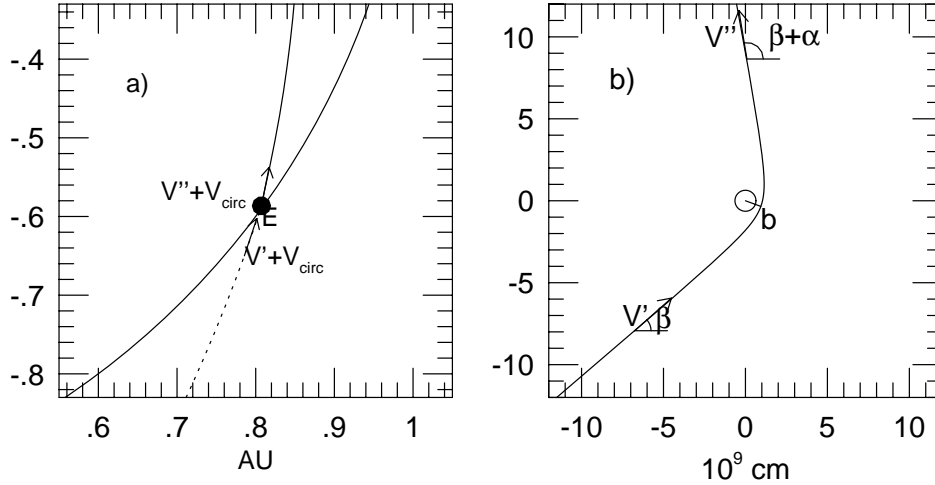 a)
-.4
-.5
-.6
-.7
-.8
V''+V_circ
E
V'+V_circ
.6 .7 .8 .9 1
AU
b)
10
5
0
-5
-10
V''
β+α
b
V' β
-10 -5 0 5 10
10^9 cm